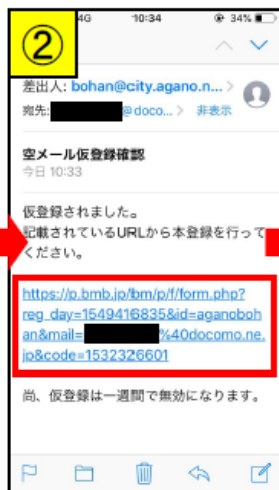 ②
4G 10:34 34%
差出人: bohan@city.agano.n...
宛先: @doco... 非表示
空メール仮登録確認
今日 10:33
仮登録されました。
記載されているURLから本登録を行って
ください。
https://p.bmb.jp/bm/p/f/form.php?
reg_day=1549416835&id=aganoboh
an&mail= %40docomo.ne.
jp&code=1532326601
尚、仮登録は一週間で無効になります。